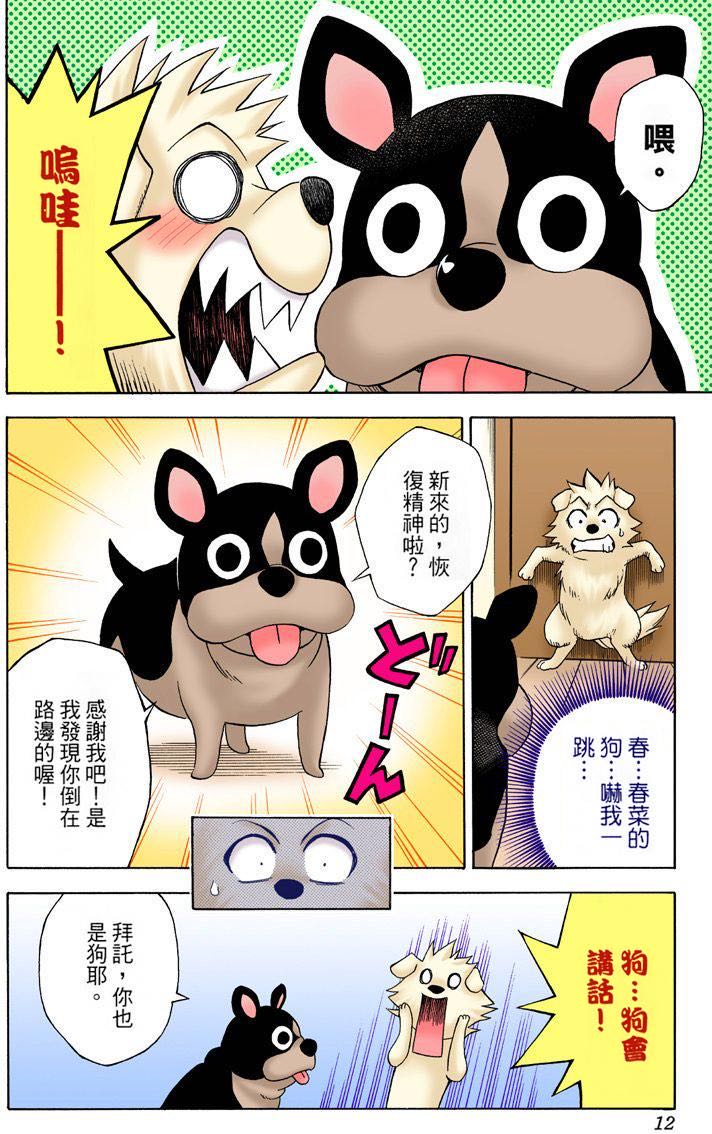 喂。
嗚哇——！
春…春菜的
狗…嚇我一
跳…
新來的，恢
復精神啦？
どーん
感謝我吧！是
我發現你倒在
路邊的喔！
狗…狗會
講話！
拜託，你也
是狗耶。
12